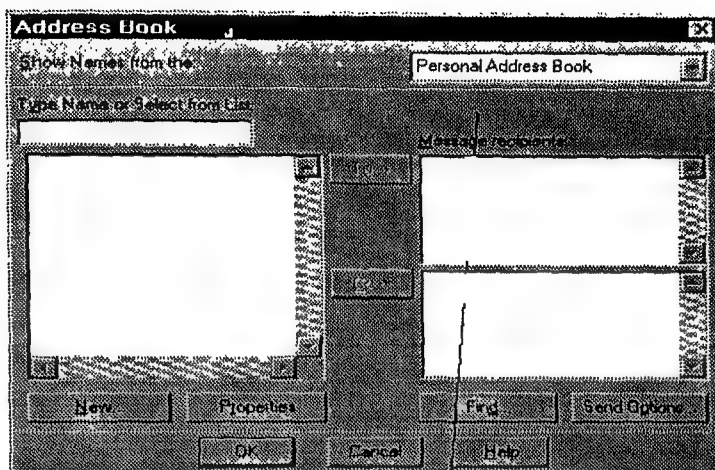 Address Book
Show Names from the:
Personal Address Book
Type Name or Select from List:
Message recipients
New...
Properties
Find
Send Options...
OK
Cancel
Help